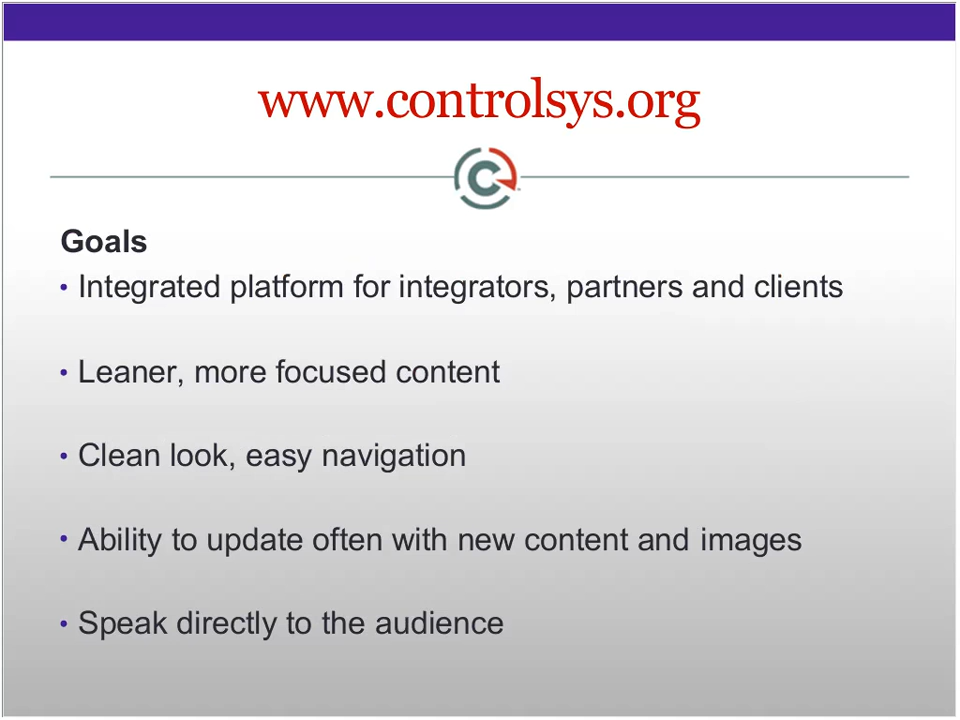 www.controlsys.org
Goals
• Integrated platform for integrators, partners and clients
• Leaner, more focused content
• Clean look, easy navigation
• Ability to update often with new content and images
• Speak directly to the audience